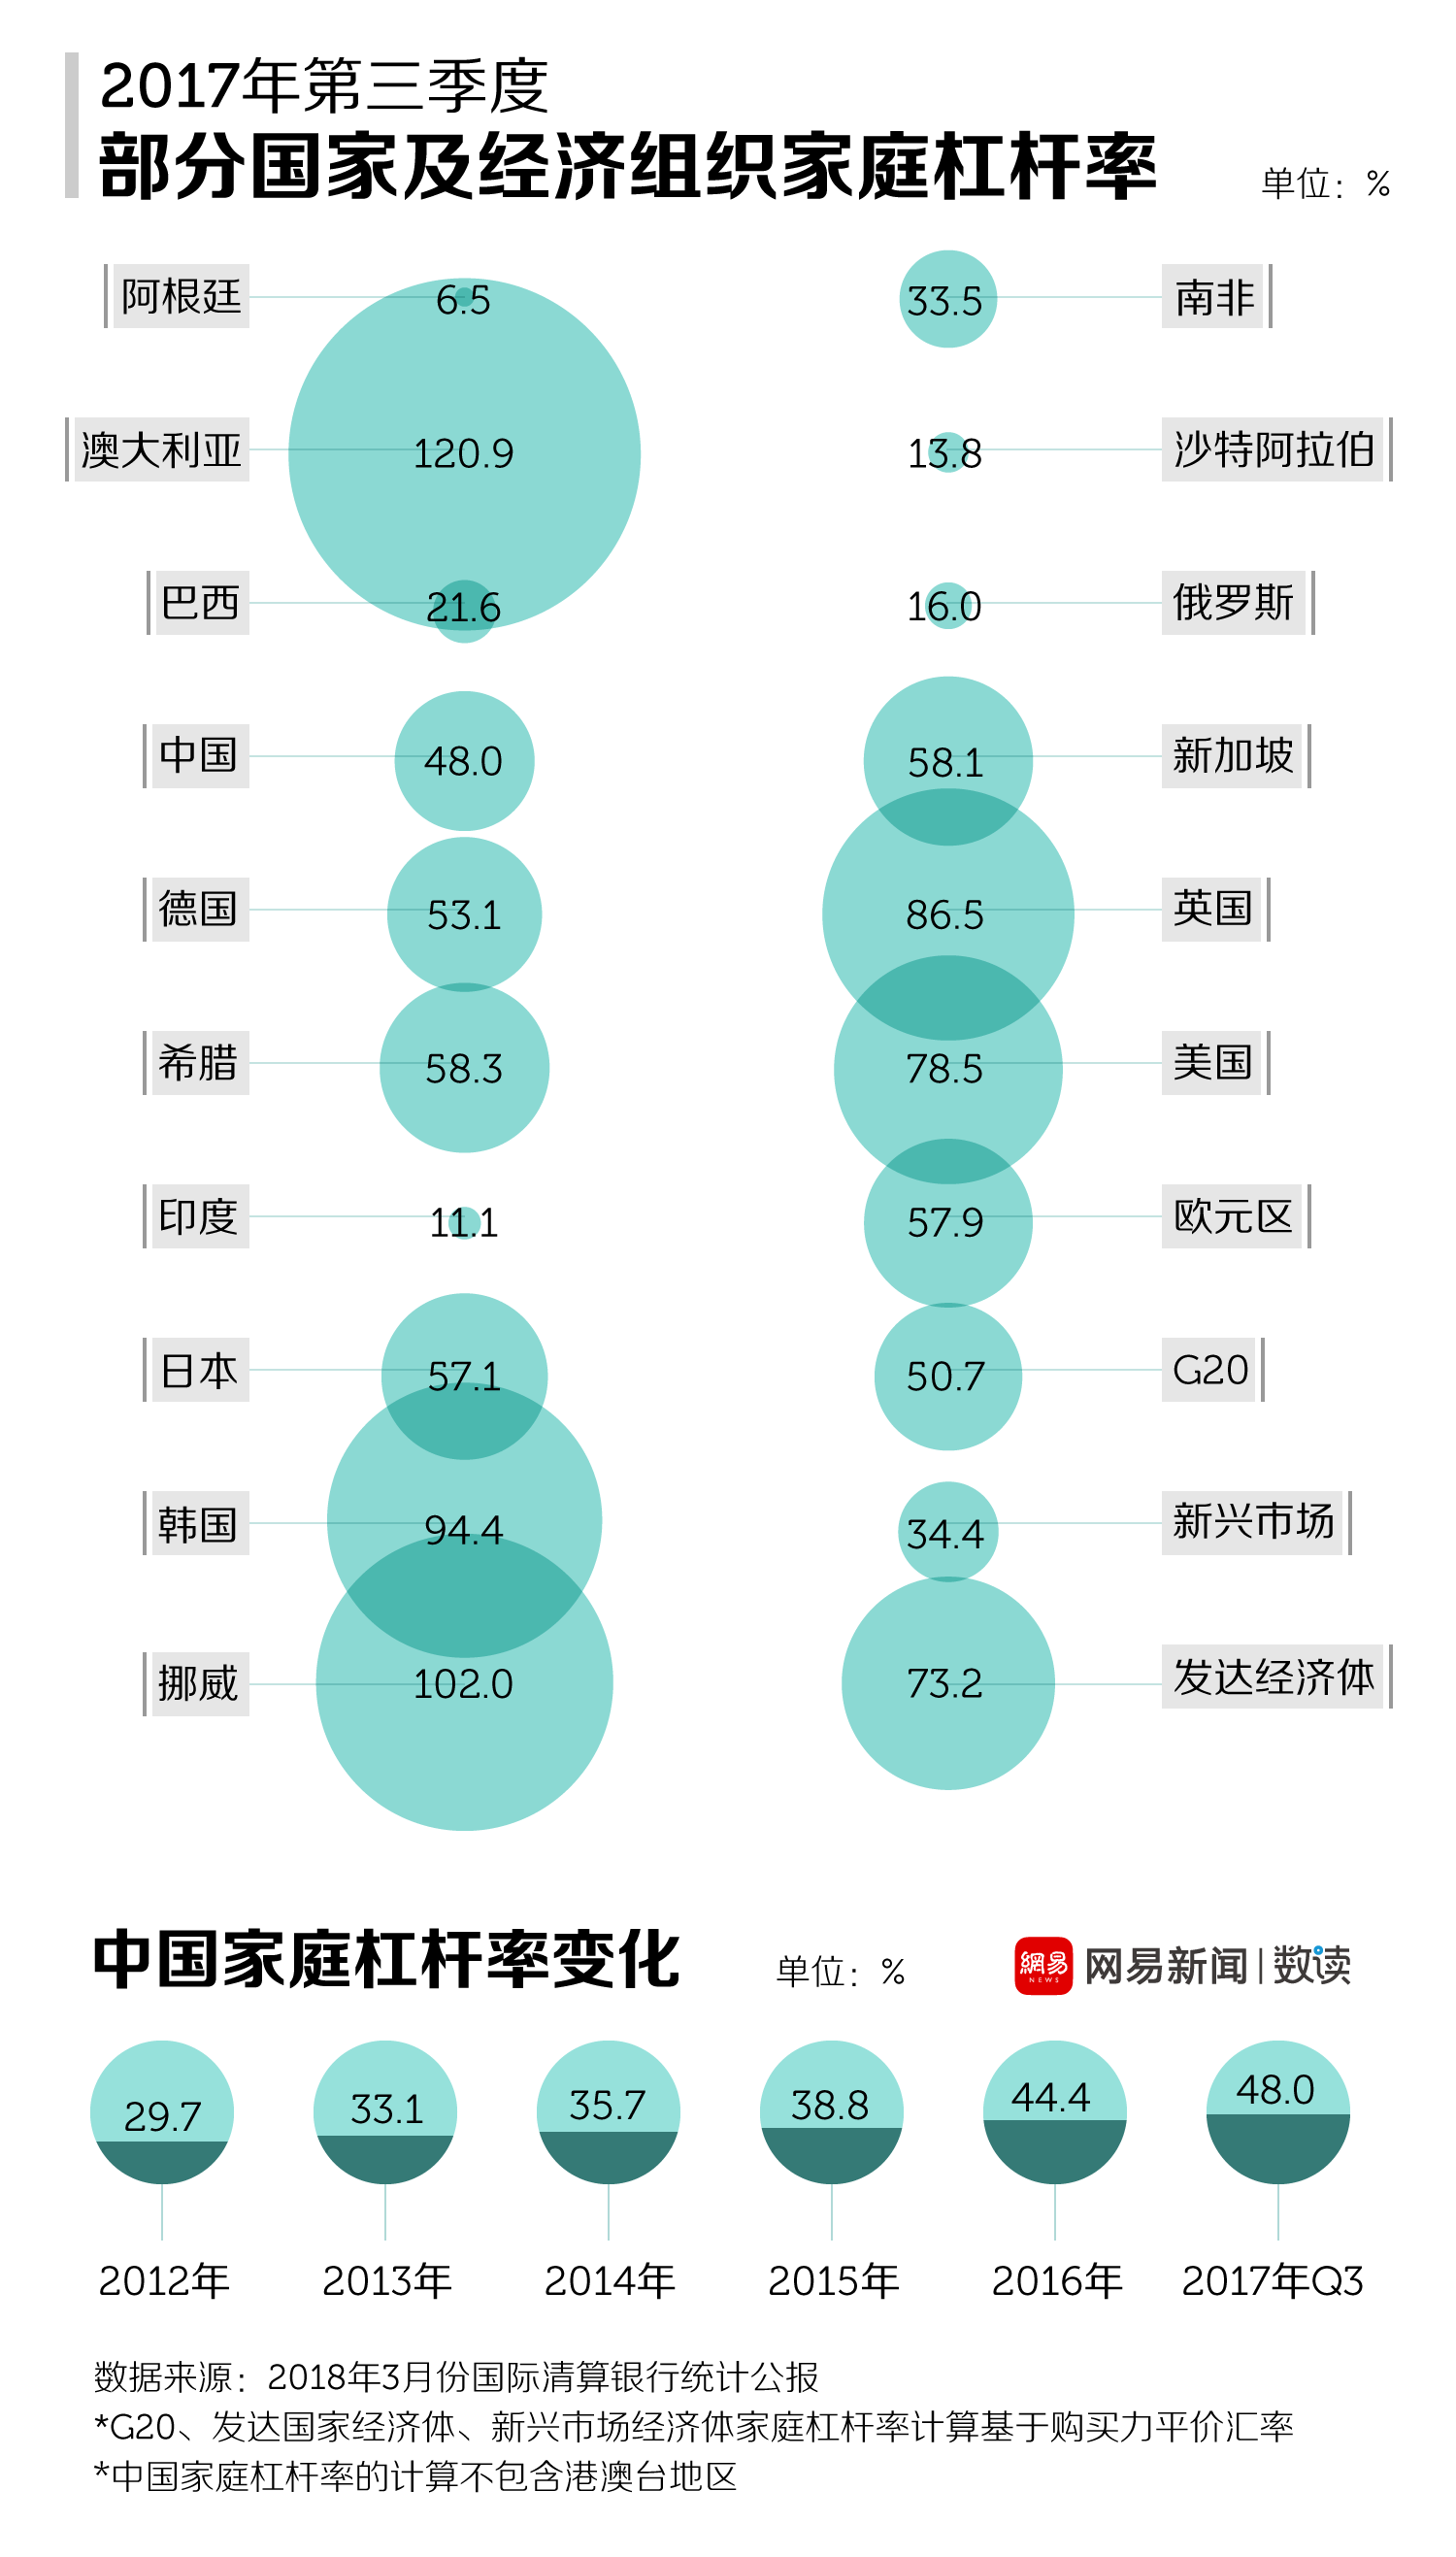 2017年第三季度
部分国家及经济组织家庭杠杆率
单位：%
阿根廷 6.5 33.5 南非
澳大利亚 120.9 13.8 沙特阿拉伯
巴西 21.6 16.0 俄罗斯
中国 48.0 58.1 新加坡
德国 53.1 86.5 英国
希腊 58.3 78.5 美国
印度 11.1 57.9 欧元区
日本 57.1 50.7 G20
韩国 94.4 34.4 新兴市场
挪威 102.0 73.2 发达经济体
中国家庭杠杆率变化
单位：%
網易 NEWS 网易新闻 | 数读
29.7 33.1 35.7 38.8 44.4 48.0
2012年 2013年 2014年 2015年 2016年 2017年Q3
数据来源：2018年3月份国际清算银行统计公报
*G20、发达国家经济体、新兴市场经济体家庭杠杆率计算基于购买力平价汇率
*中国家庭杠杆率的计算不包含港澳台地区